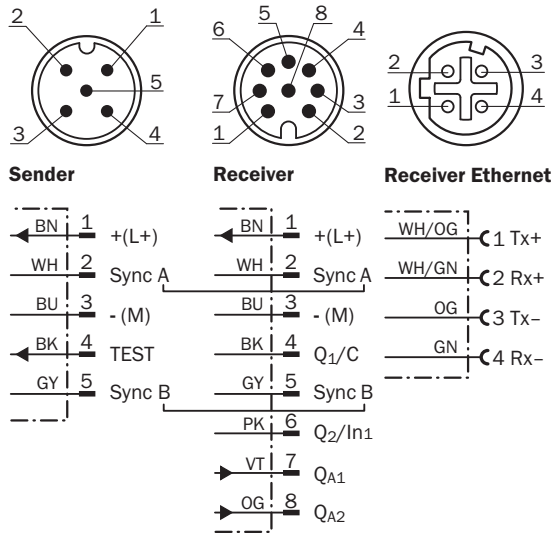 2 1
5
3 4
5 8
6 4
7 3
1 2
2 3
1 4
Sender
BN 1 +(L+)
WH 2 Sync A
BU 3 - (M)
BK 4 TEST
GY 5 Sync B
Receiver
BN 1 +(L+)
WH 2 Sync A
BU 3 - (M)
BK 4 Q1/C
GY 5 Sync B
PK 6 Q2/In1
VT 7 QA1
OG 8 QA2
Receiver Ethernet
WH/OG 1 Tx+
WH/GN 2 Rx+
OG 3 Tx–
GN 4 Rx–